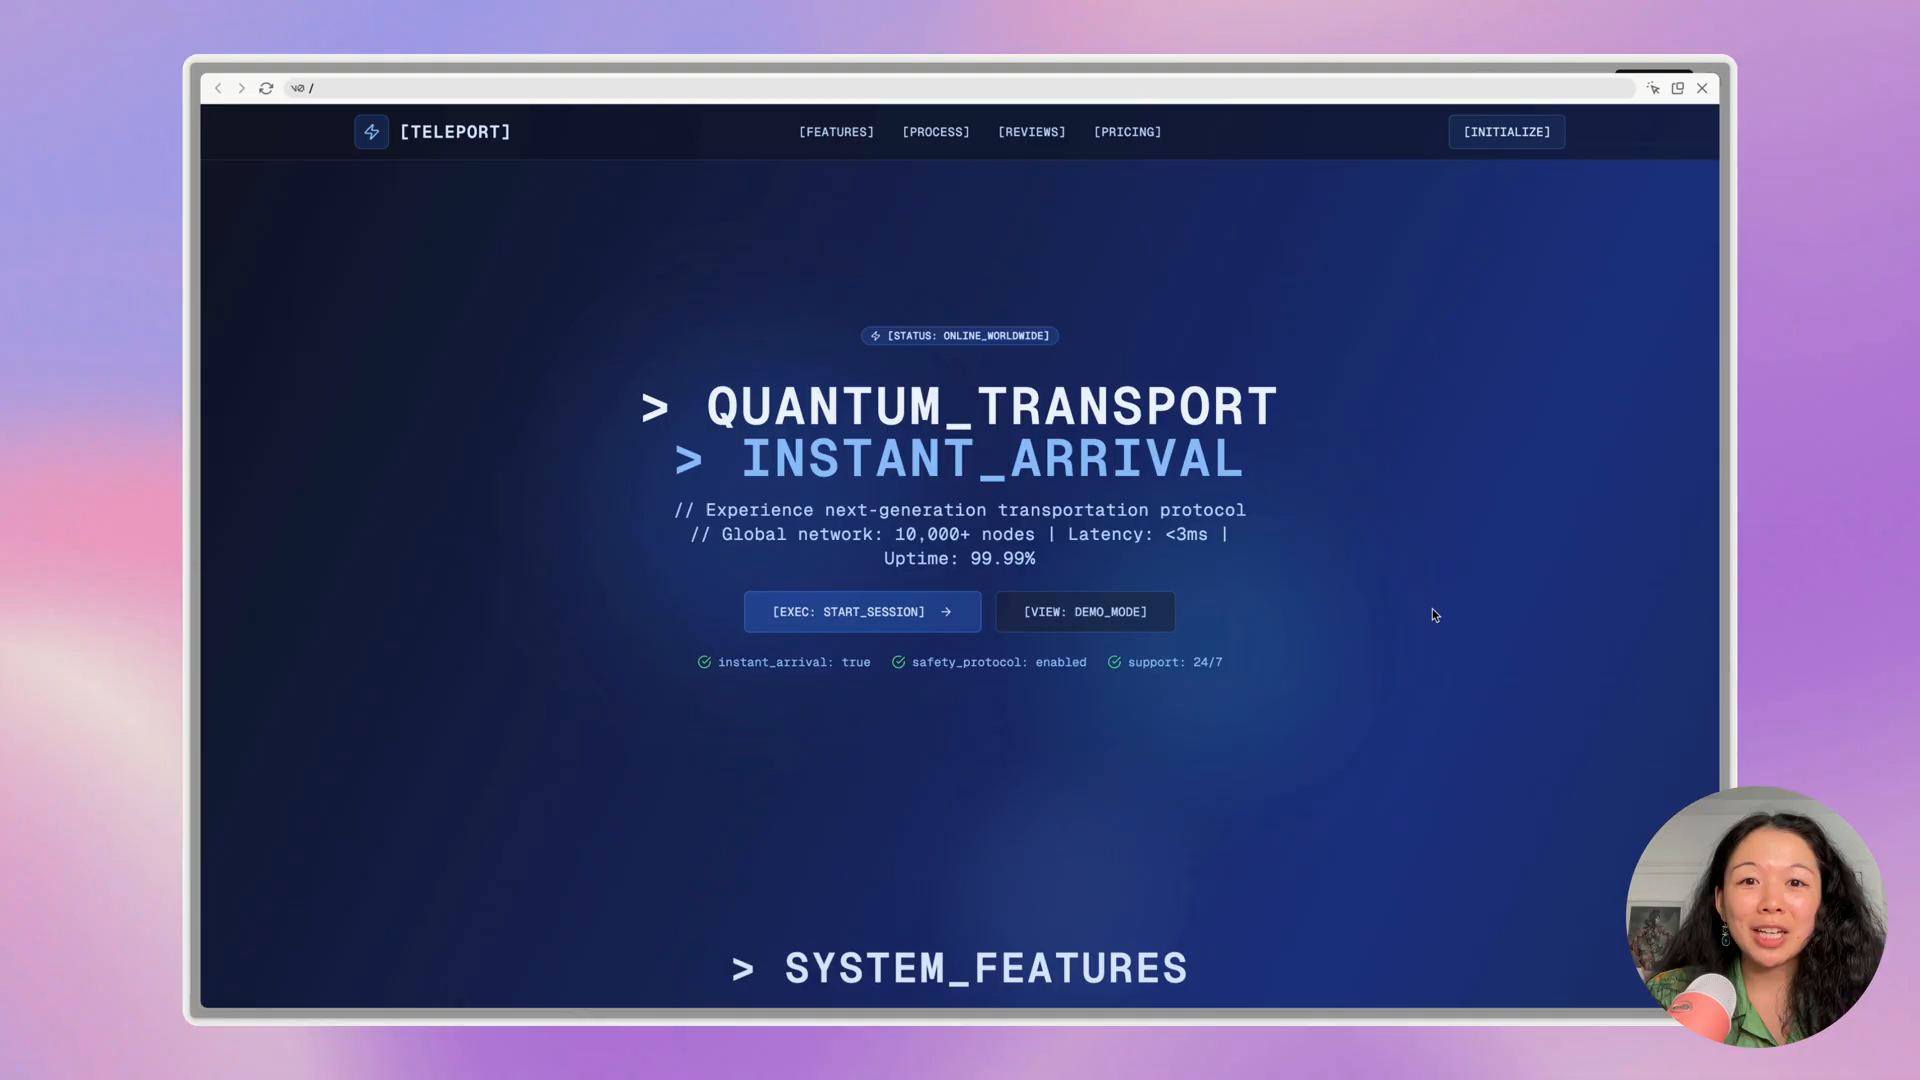 v0 /
[TELEPORT]
[FEATURES] [PROCESS] [REVIEWS] [PRICING]
[INITIALIZE]
[STATUS: ONLINE_WORLDWIDE]
> QUANTUM_TRANSPORT
> INSTANT_ARRIVAL
// Experience next-generation transportation protocol
// Global network: 10,000+ nodes | Latency: <3ms |
Uptime: 99.99%
[EXEC: START_SESSION] →
[VIEW: DEMO_MODE]
instant_arrival: true safety_protocol: enabled support: 24/7
> SYSTEM_FEATURES